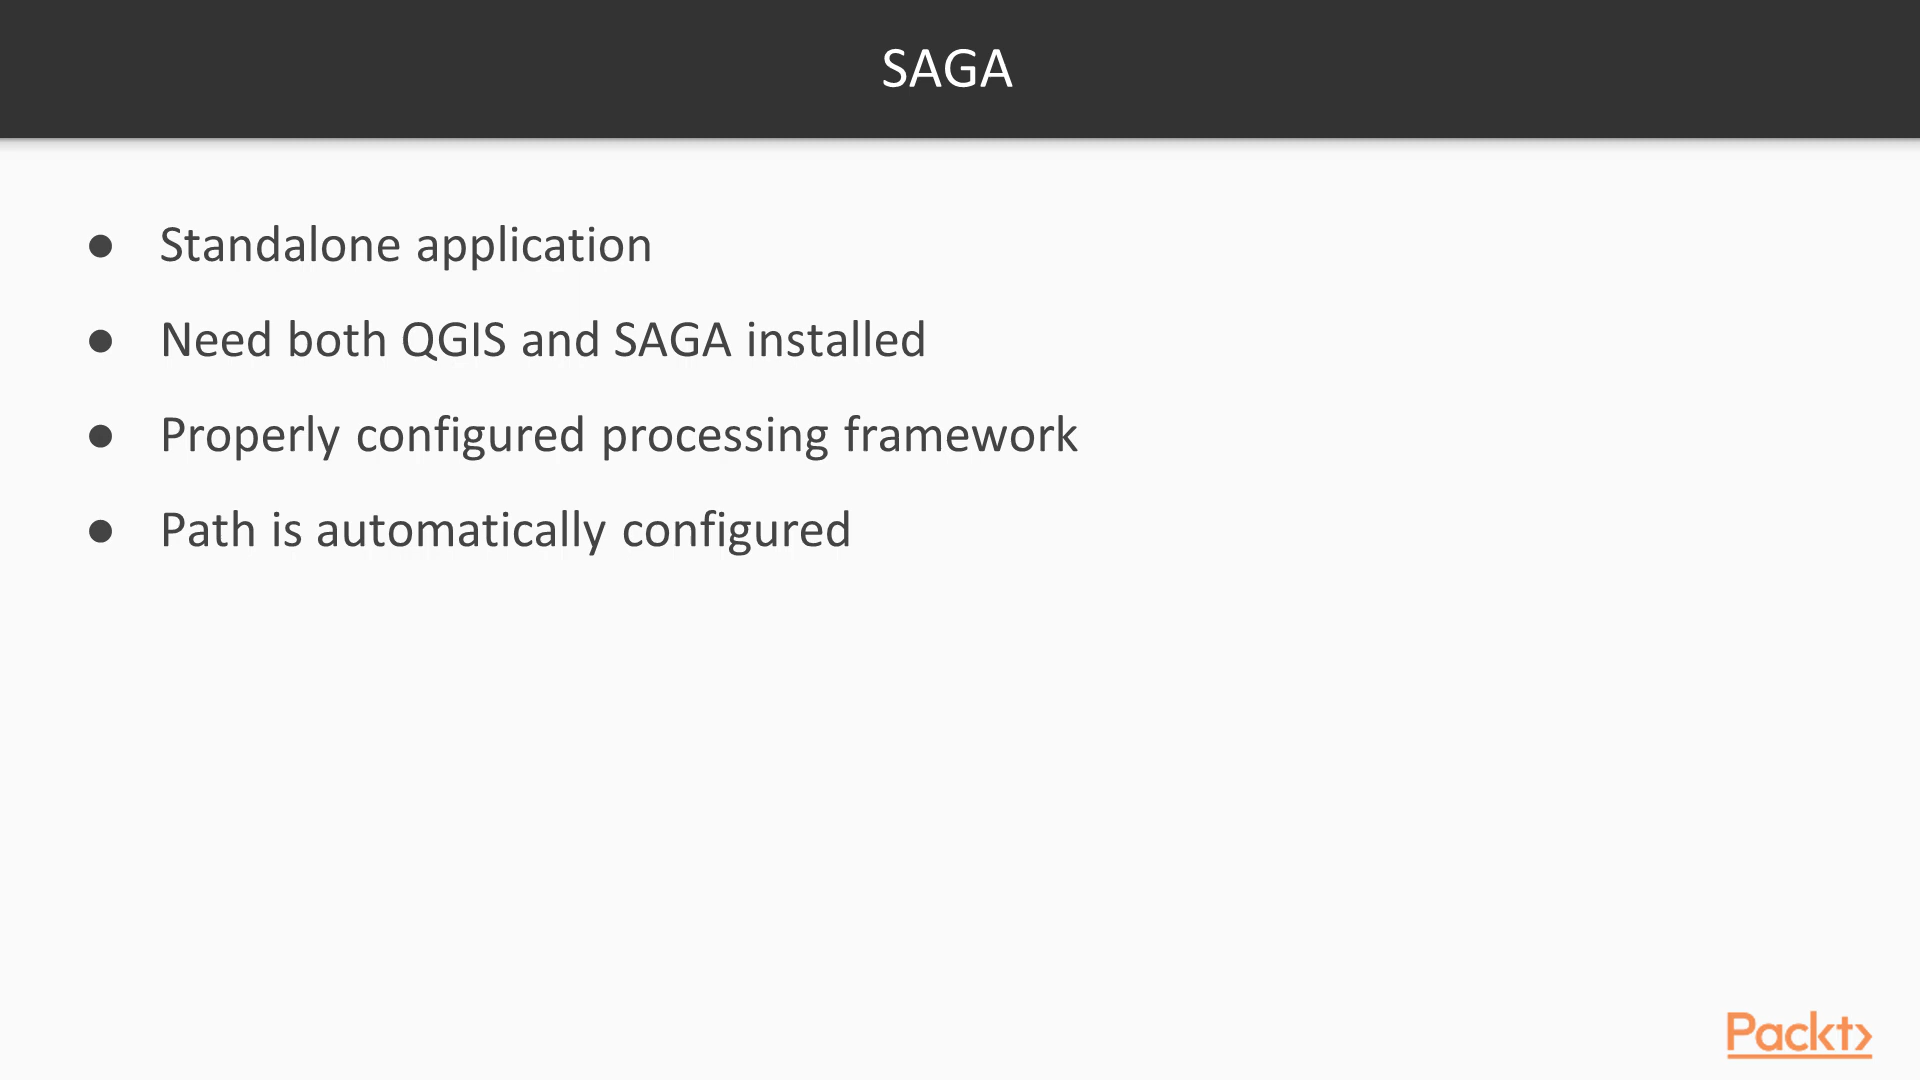 SAGA
● Standalone application
● Need both QGIS and SAGA installed
● Properly configured processing framework
● Path is automatically configured
Packt>